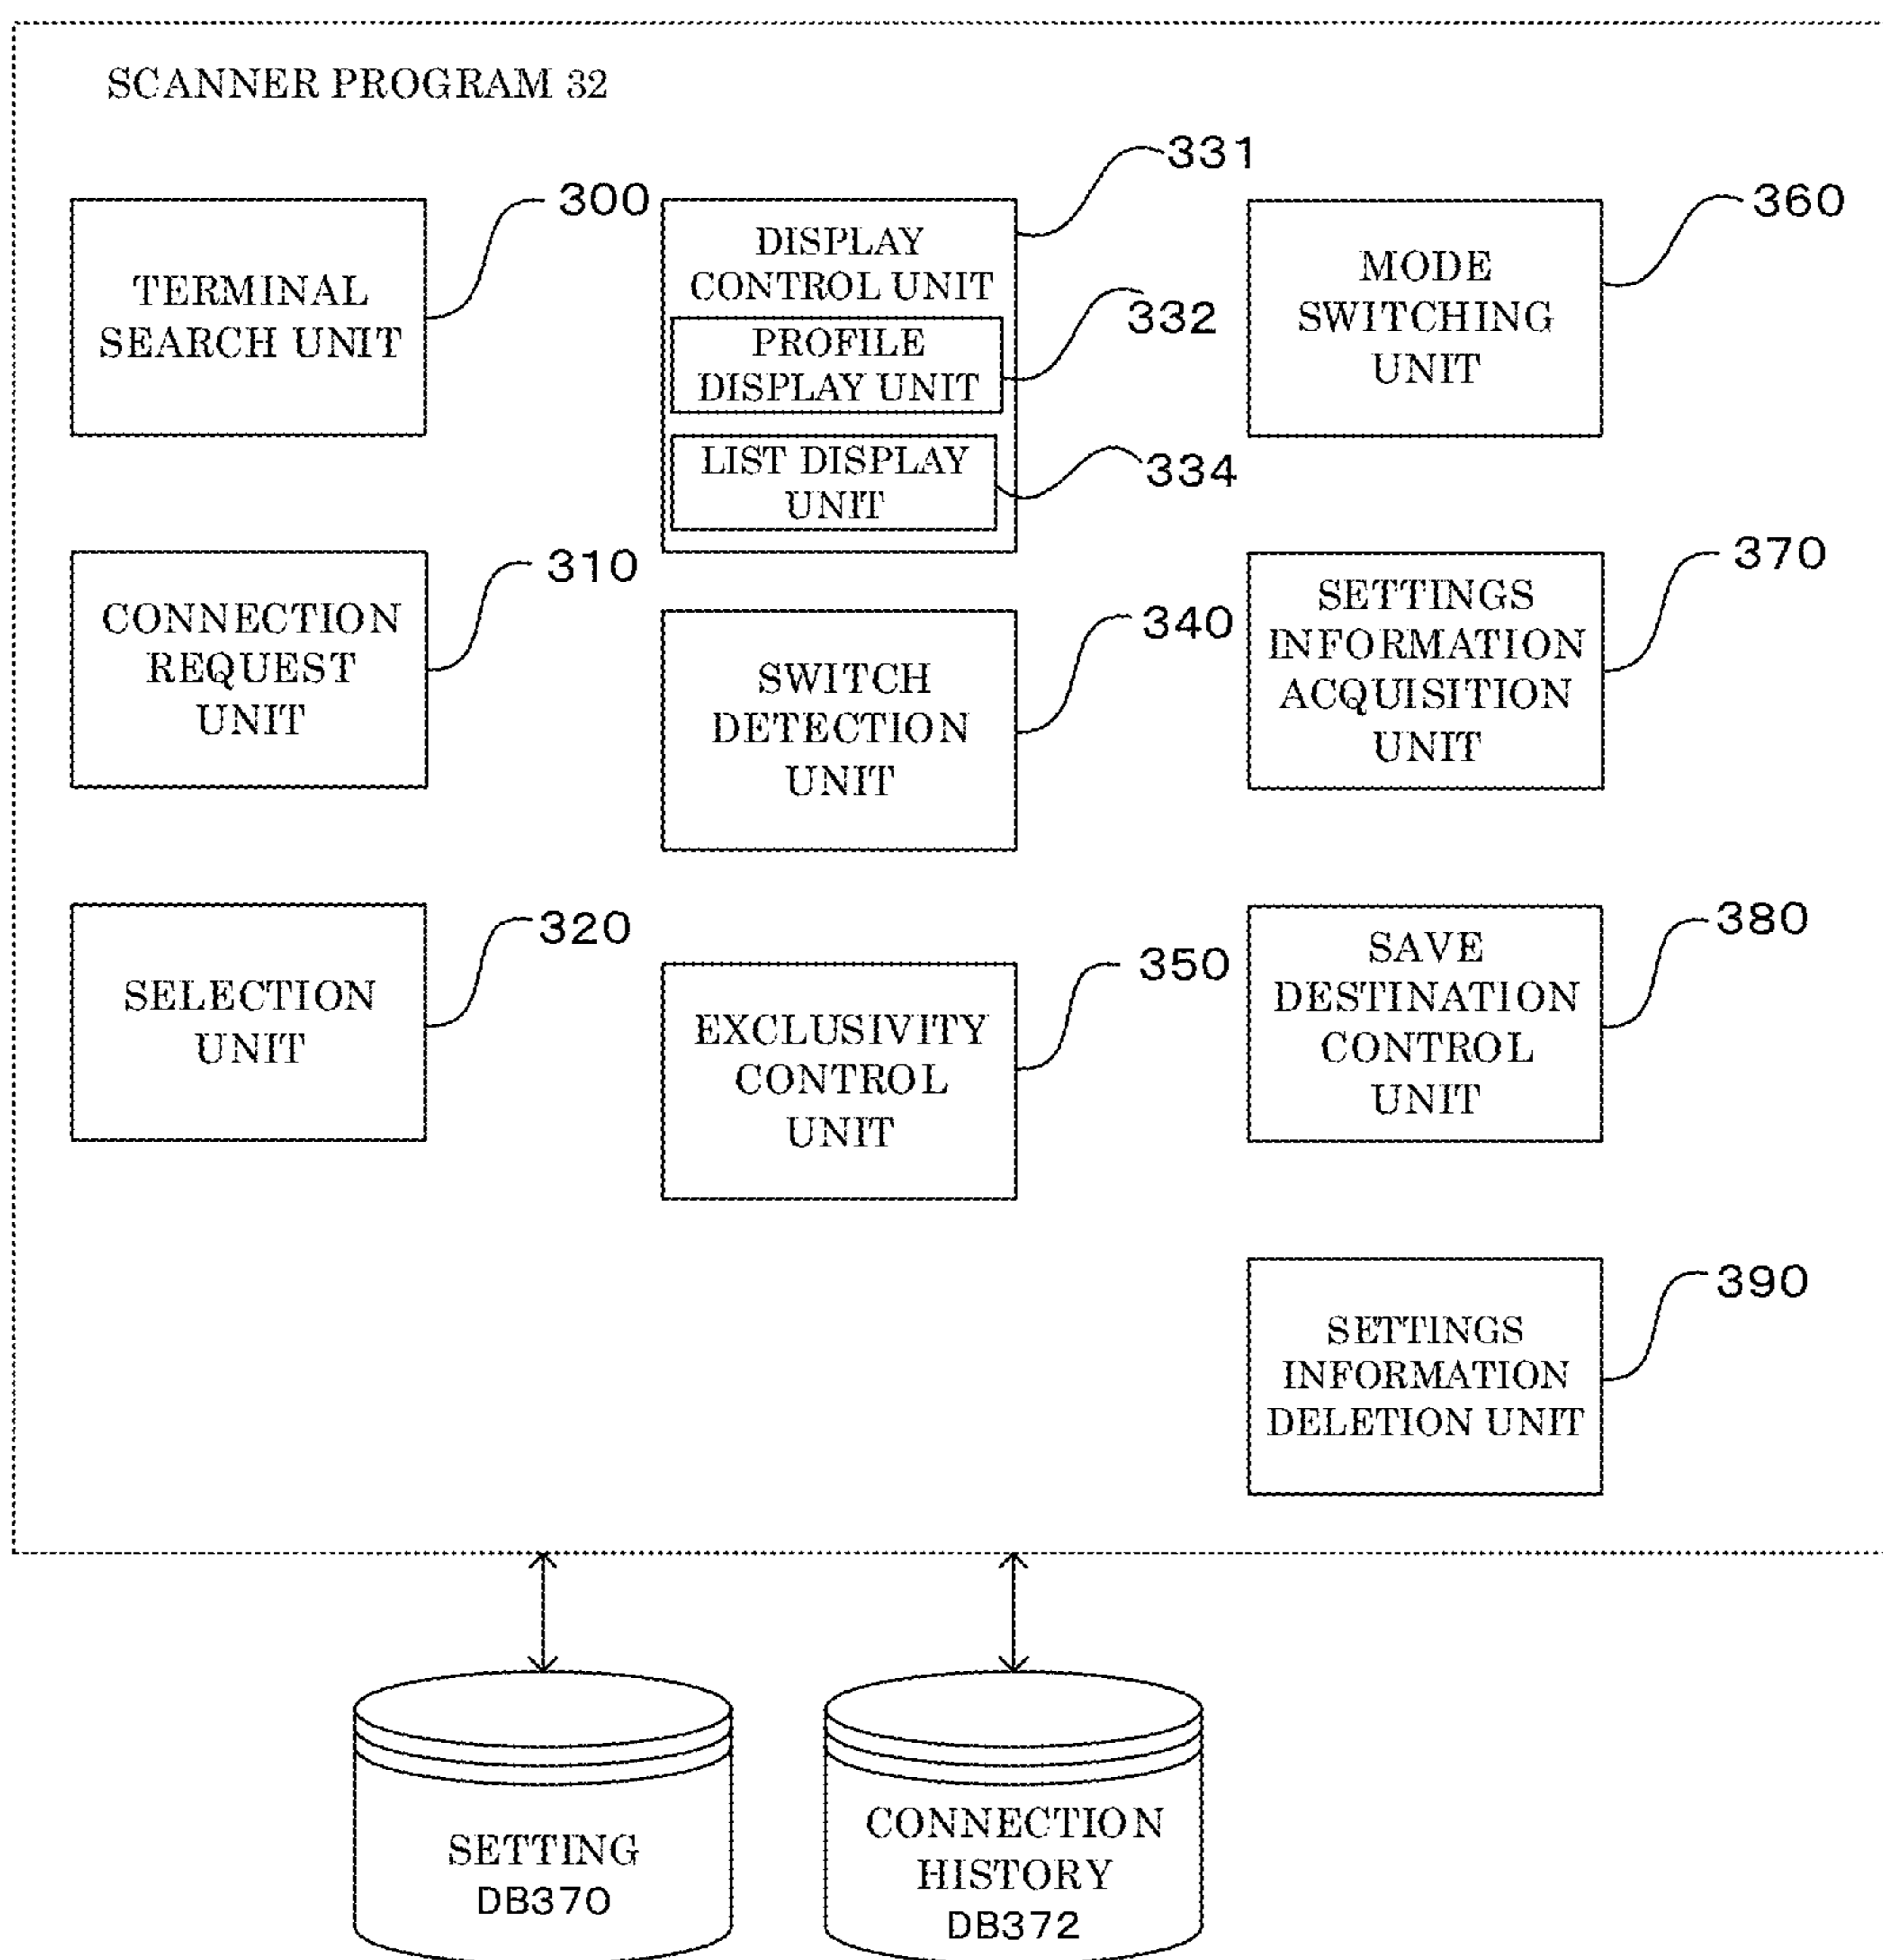 SCANNER PROGRAM 32
TERMINAL
SEARCH UNIT
300
CONNECTION
REQUEST
UNIT
310
SELECTION
UNIT
320
DISPLAY
CONTROL UNIT
331
PROFILE
DISPLAY UNIT
332
LIST DISPLAY
UNIT
334
SWITCH
DETECTION
UNIT
340
EXCLUSIVITY
CONTROL
UNIT
350
MODE
SWITCHING
UNIT
360
SETTINGS
INFORMATION
ACQUISITION
UNIT
370
SAVE
DESTINATION
CONTROL
UNIT
380
SETTINGS
INFORMATION
DELETION UNIT
390
SETTING
DB370
CONNECTION
HISTORY
DB372